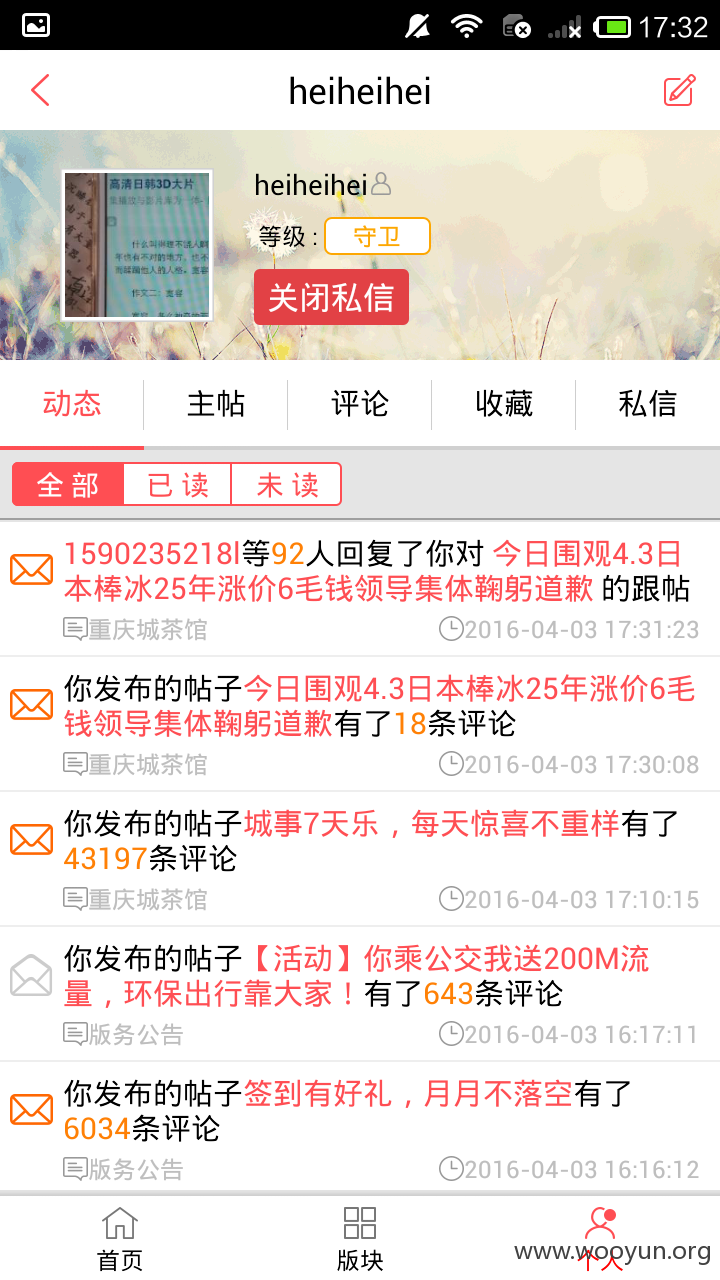 17:32
heiheihei
heiheihei
等级 : 守卫
关闭私信
高清日韩3D大片
动态 主帖 评论 收藏 私信
全部 已读 未读
1590235218l等92人回复了你对 今日围观4.3日
本棒冰25年涨价6毛钱领导集体鞠躬道歉 的跟帖
重庆城茶馆 2016-04-03 17:31:23
你发布的帖子今日围观4.3日本棒冰25年涨价6毛
钱领导集体鞠躬道歉有了18条评论
重庆城茶馆 2016-04-03 17:30:08
你发布的帖子城事7天乐，每天惊喜不重样有了
43197条评论
重庆城茶馆 2016-04-03 17:10:15
你发布的帖子【活动】你乘公交我送200M流
量，环保出行靠大家！有了643条评论
版务公告 2016-04-03 16:17:11
你发布的帖子签到有好礼，月月不落空有了
6034条评论
版务公告 2016-04-03 16:16:12
首页 版块 个人
www.wooyun.org